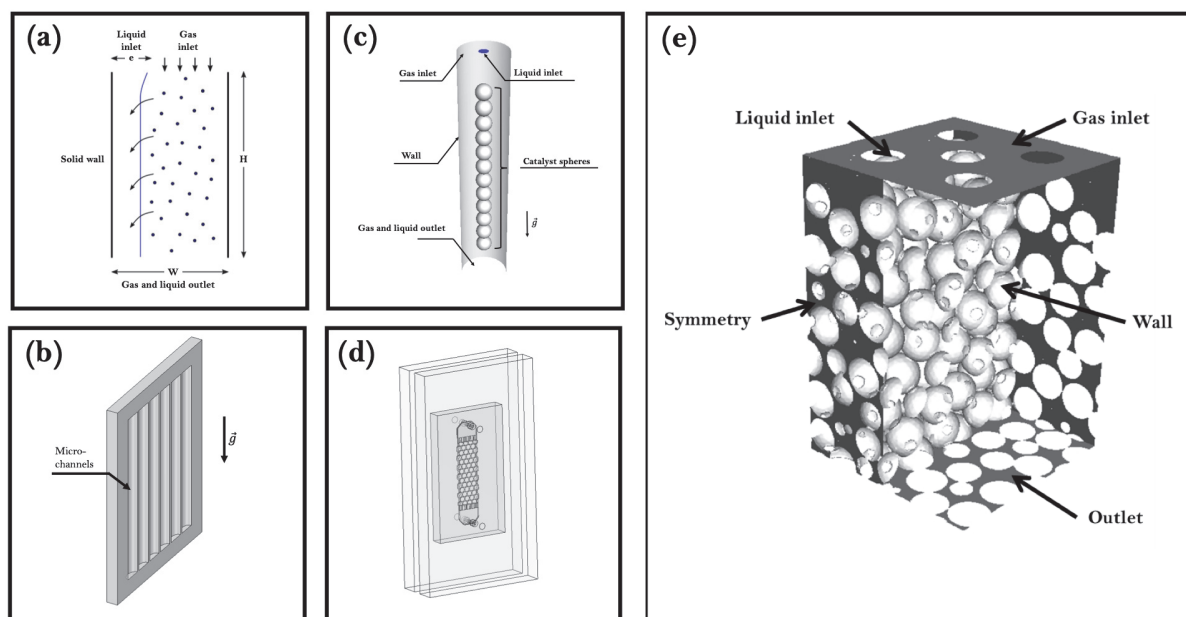 (a)
Liquid
inlet
e
Gas
inlet
Solid wall
H
W
Gas and liquid outlet
(b)
Micro-
channels
g⃗
(c)
Gas inlet
Liquid inlet
Wall
Catalyst spheres
g⃗
Gas and liquid outlet
(d)
(e)
Liquid inlet
Gas inlet
Symmetry
Wall
Outlet